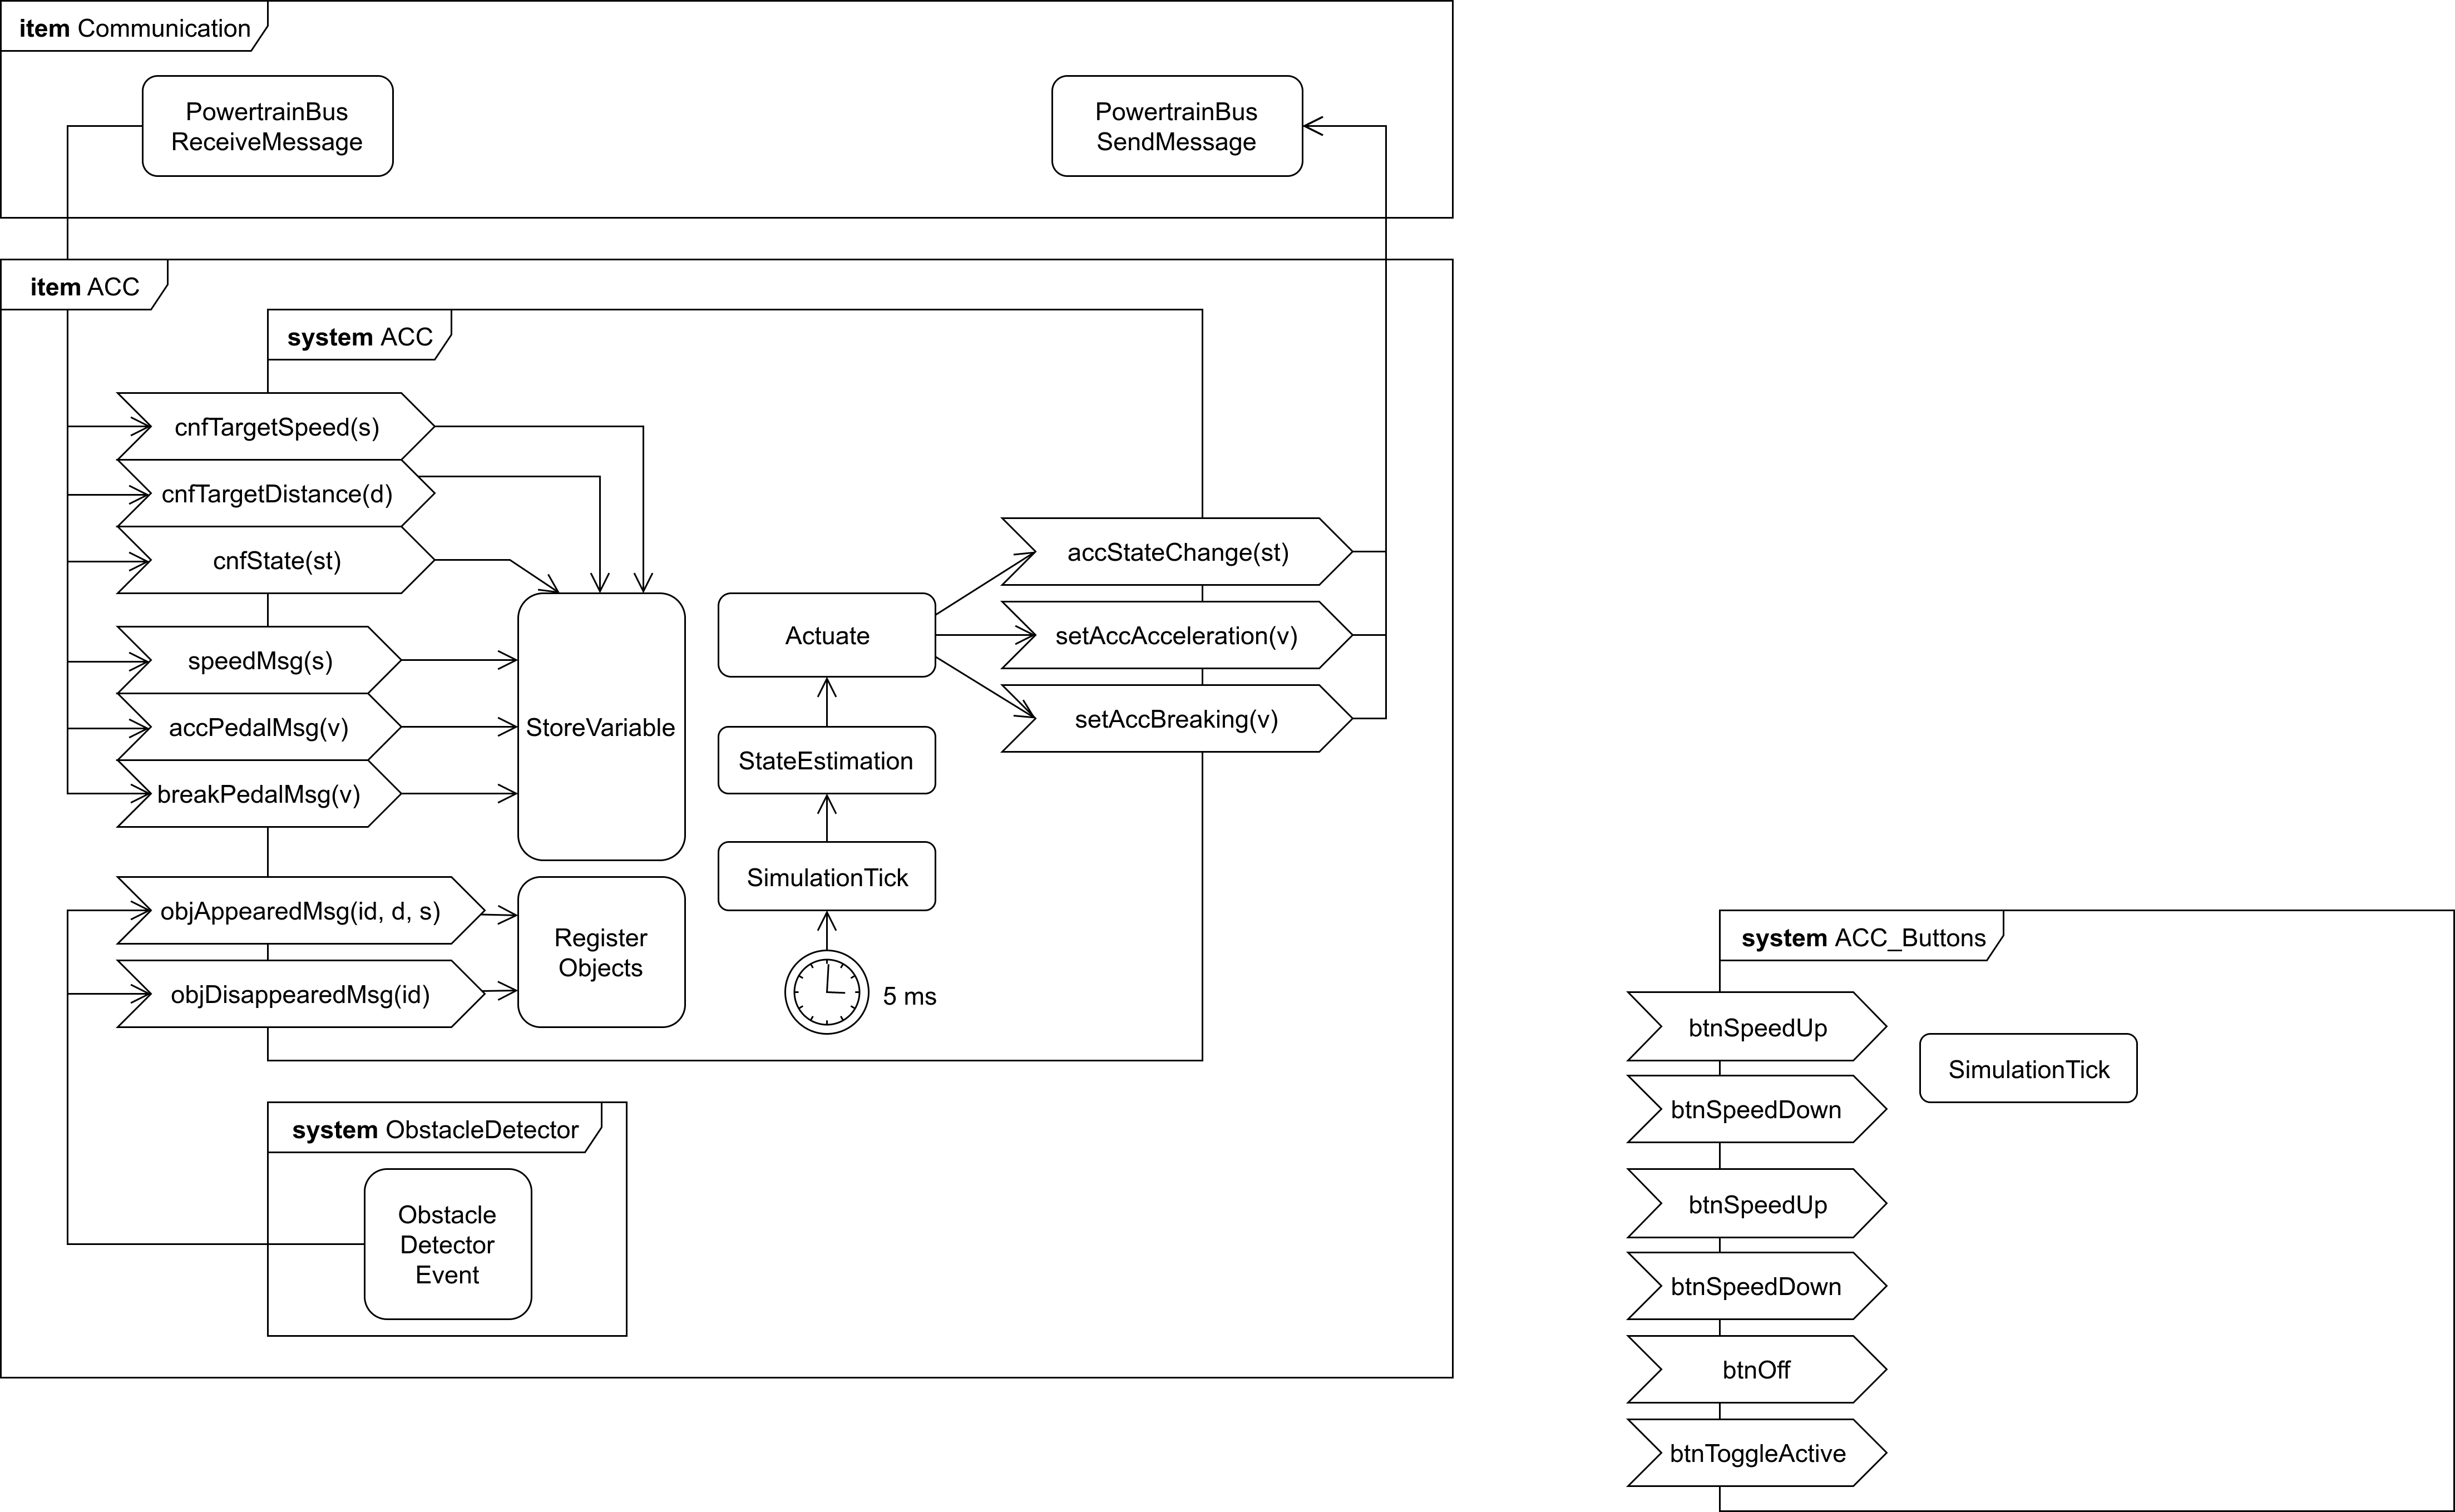 item Communication
PowertrainBus
ReceiveMessage
PowertrainBus
SendMessage
item ACC
system ACC
cnfTargetSpeed(s)
cnfTargetDistance(d)
cnfState(st)
speedMsg(s)
accPedalMsg(v)
breakPedalMsg(v)
StoreVariable
objAppearedMsg(id, d, s)
objDisappearedMsg(id)
Register
Objects
Actuate
StateEstimation
SimulationTick
5 ms
accStateChange(st)
setAccAcceleration(v)
setAccBreaking(v)
system ObstacleDetector
Obstacle
Detector
Event
system ACC_Buttons
btnSpeedUp
btnSpeedDown
btnSpeedUp
btnSpeedDown
btnOff
btnToggleActive
SimulationTick